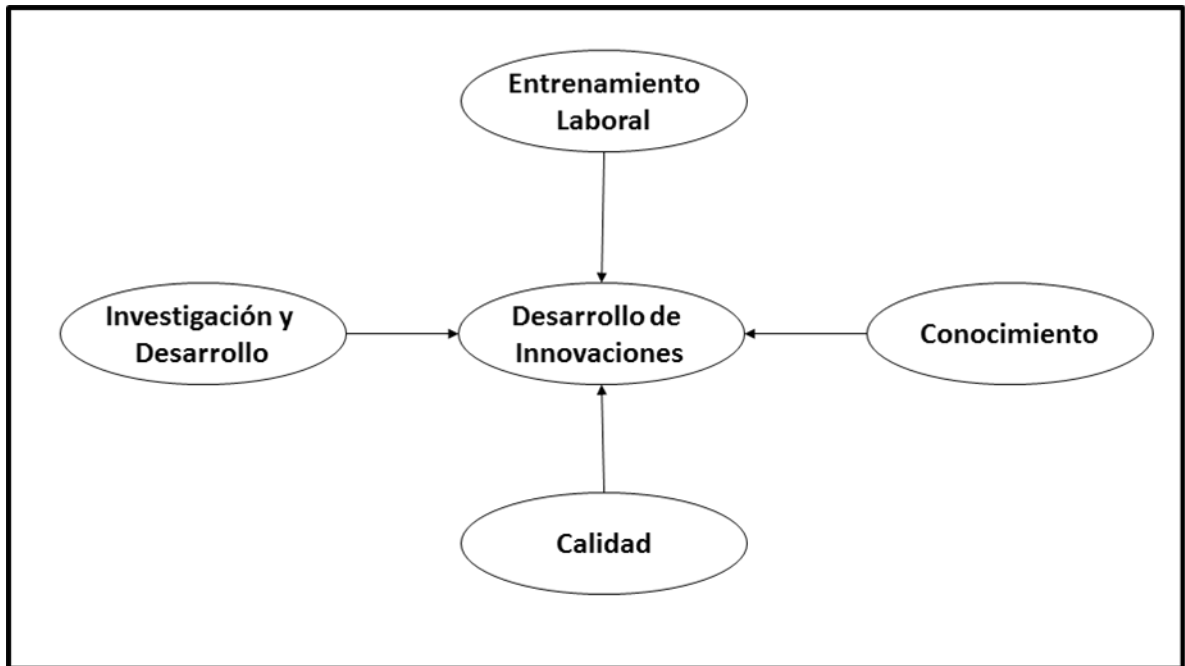 Entrenamiento
Laboral
Investigación y
Desarrollo
Desarrollo de
Innovaciones
Conocimiento
Calidad